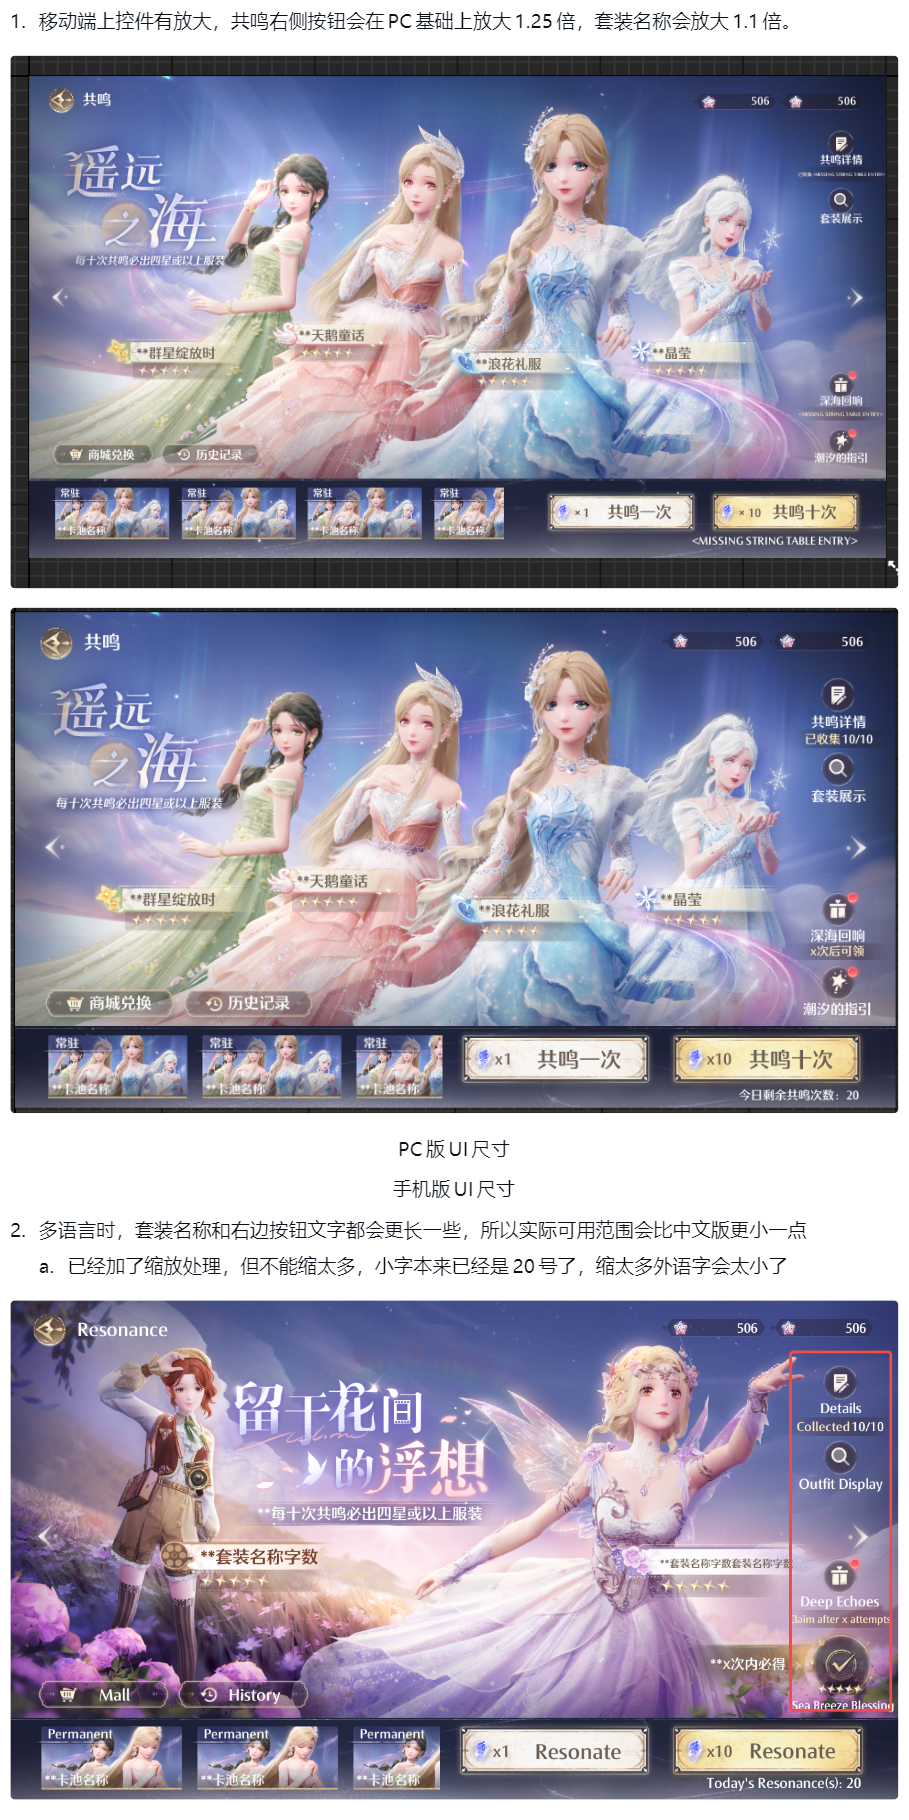 1. 移动端上控件有放大，共鸣右侧按钮会在 PC 基础上放大 1.25 倍，套装名称会放大 1.1 倍。
共鸣
506
506
遥远
之海
每十次共鸣必出四星或以上服装
共鸣详情
已收集 <MISSING STRING TABLE ENTRY>
套装展示
**群星绽放时
**天鹅童话
**浪花礼服
**晶莹
深海回响
<MISSING STRING TABLE ENTRY>
潮汐的指引
商城兑换
历史记录
常驻
**卡池名称
常驻
**卡池名称
常驻
**卡池名称
常驻
**卡池名称
×1 共鸣一次
×10 共鸣十次
<MISSING STRING TABLE ENTRY>
共鸣
506
506
遥远
之海
每十次共鸣必出四星或以上服装
共鸣详情
已收集 10/10
套装展示
**群星绽放时
**天鹅童话
**浪花礼服
**晶莹
深海回响
x次后可领
潮汐的指引
商城兑换
历史记录
常驻
**卡池名称
常驻
**卡池名称
常驻
**卡池名称
x1 共鸣一次
x10 共鸣十次
今日剩余共鸣次数：20
PC 版 UI 尺寸
手机版 UI 尺寸
2. 多语言时，套装名称和右边按钮文字都会更长一些，所以实际可用范围会比中文版更小一点
a. 已经加了缩放处理，但不能缩太多，小字本来已经是 20 号了，缩太多外语字会太小了
Resonance
506
506
留于花间
的浮想
**每十次共鸣必出四星或以上服装
Details
Collected 10/10
Outfit Display
**套装名称字数
**套装名称字数套装名称字数
Deep Echoes
Claim after x attempts
**x次内必得
Sea Breeze Blessing
Mall
History
Permanent
**卡池名称
Permanent
**卡池名称
Permanent
**卡池名称
x1 Resonate
x10 Resonate
Today's Resonance(s): 20